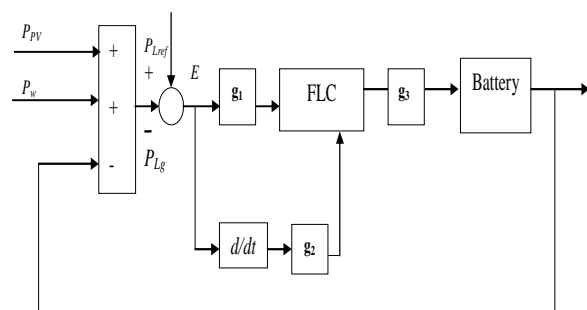 P_PV
P_w
+
+
-
P_Lref
+
-
P_Lg
E
g₁
FLC
g₃
Battery
d/dt
g₂